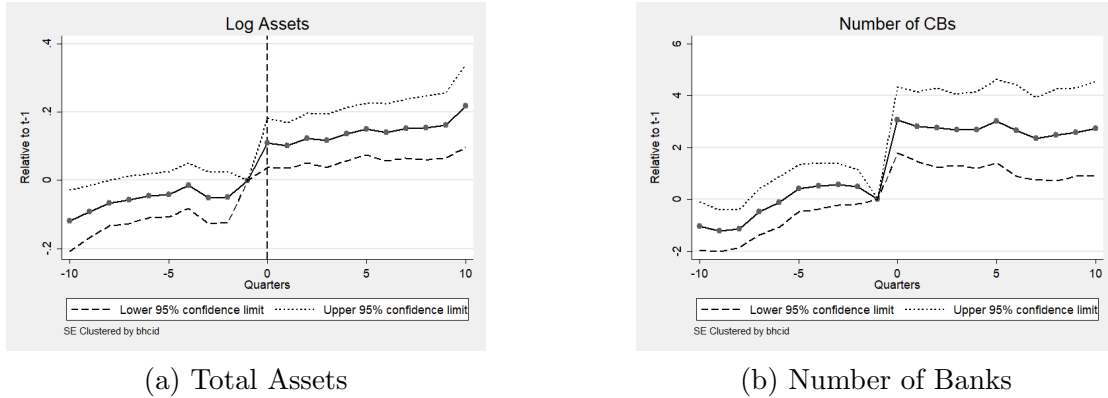 Log Assets
.4
.2
0
-.2
Relative to t-1
-10
-5
0
5
10
Quarters
Lower 95% confidence limit
Upper 95% confidence limit
SE Clustered by bhcid
(a) Total Assets
Number of CBs
6
4
2
0
-2
Relative to t-1
-10
-5
0
5
10
Quarters
Lower 95% confidence limit
Upper 95% confidence limit
SE Clustered by bhcid
(b) Number of Banks